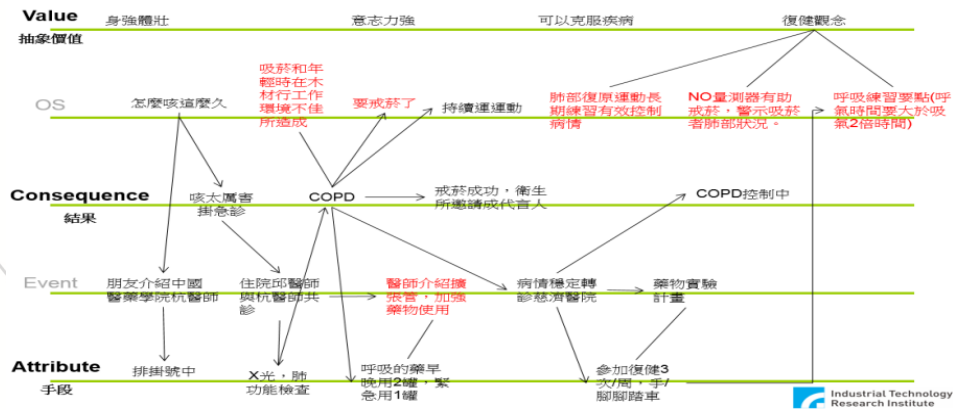 Value
抽象價值
身強體壯
意志力強
可以克服疾病
復健觀念
OS
怎麼咳這麼久
吸菸和年
輕時在木
材行工作
環境不佳
所造成
要戒菸了
持續運運動
肺部復原運動長
期練習有效控制
病情
NO量測器有助
戒菸，警示吸菸
者肺部狀況。
呼吸練習要點(呼
氣時間要大於吸
氣2倍時間)
Consequence
結果
咳太厲害
掛急診
COPD
戒菸成功，衛生
所邀請成代言人
COPD控制中
Event
朋友介紹中國
醫藥學院杭醫師
住院邱醫師
與杭醫師共
診
醫師介紹擴
張管，加強
藥物使用
病情穩定轉
診慈濟醫院
藥物實驗
計畫
Attribute
手段
排掛號中
X光，肺
功能檢查
呼吸的藥早
晚用2罐，緊
急用1罐
參加復健3
次/周，手/
腳腳踏車
Industrial Technology
Research Institute